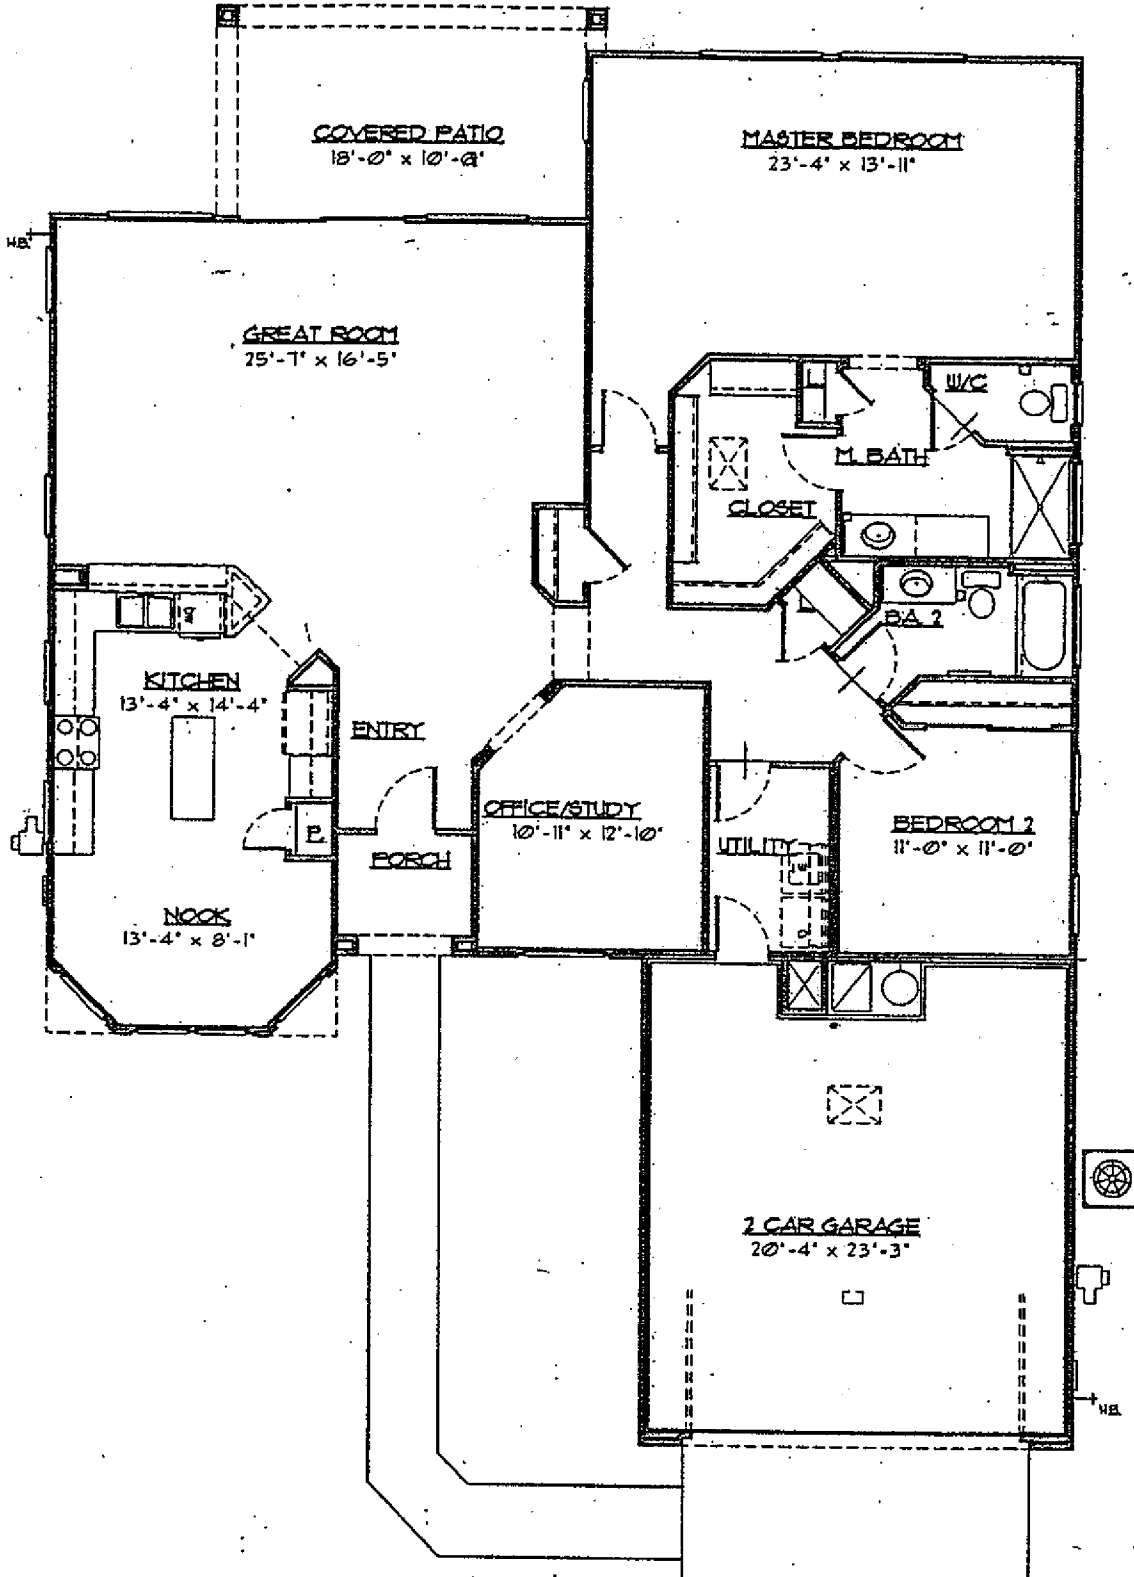 COVERED PATIO
18'-0" x 10'-0"
MASTER BEDROOM
23'-4" x 13'-11"
H.B.
GREAT ROOM
25'-7" x 16'-5"
W/C
M. BATH
CLOSET
L
DW
BA. 2
L
KITCHEN
13'-4" x 14'-4"
ENTRY
OFFICE/STUDY
10'-11" x 12'-10"
P.
PORCH
UTILITY
BEDROOM 2
11'-0" x 11'-0"
D
NOOK
13'-4" x 8'-1"
2 CAR GARAGE
20'-4" x 23'-3"
H.B.